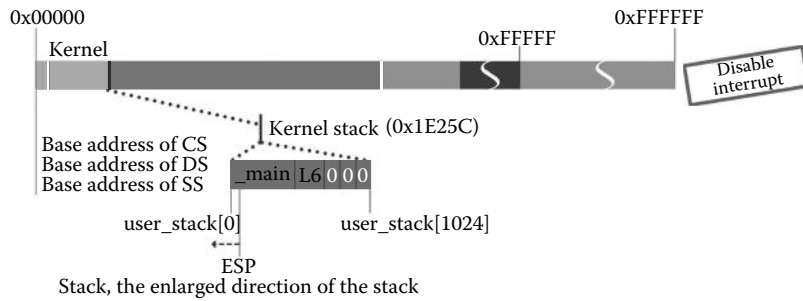 0x00000
0xFFFFFF
Kernel
0xFFFFF
Disable
interrupt
Kernel stack (0x1E25C)
Base address of CS
Base address of DS
Base address of SS
_main L6 0 0 0
user_stack[0]
user_stack[1024]
ESP
Stack, the enlarged direction of the stack